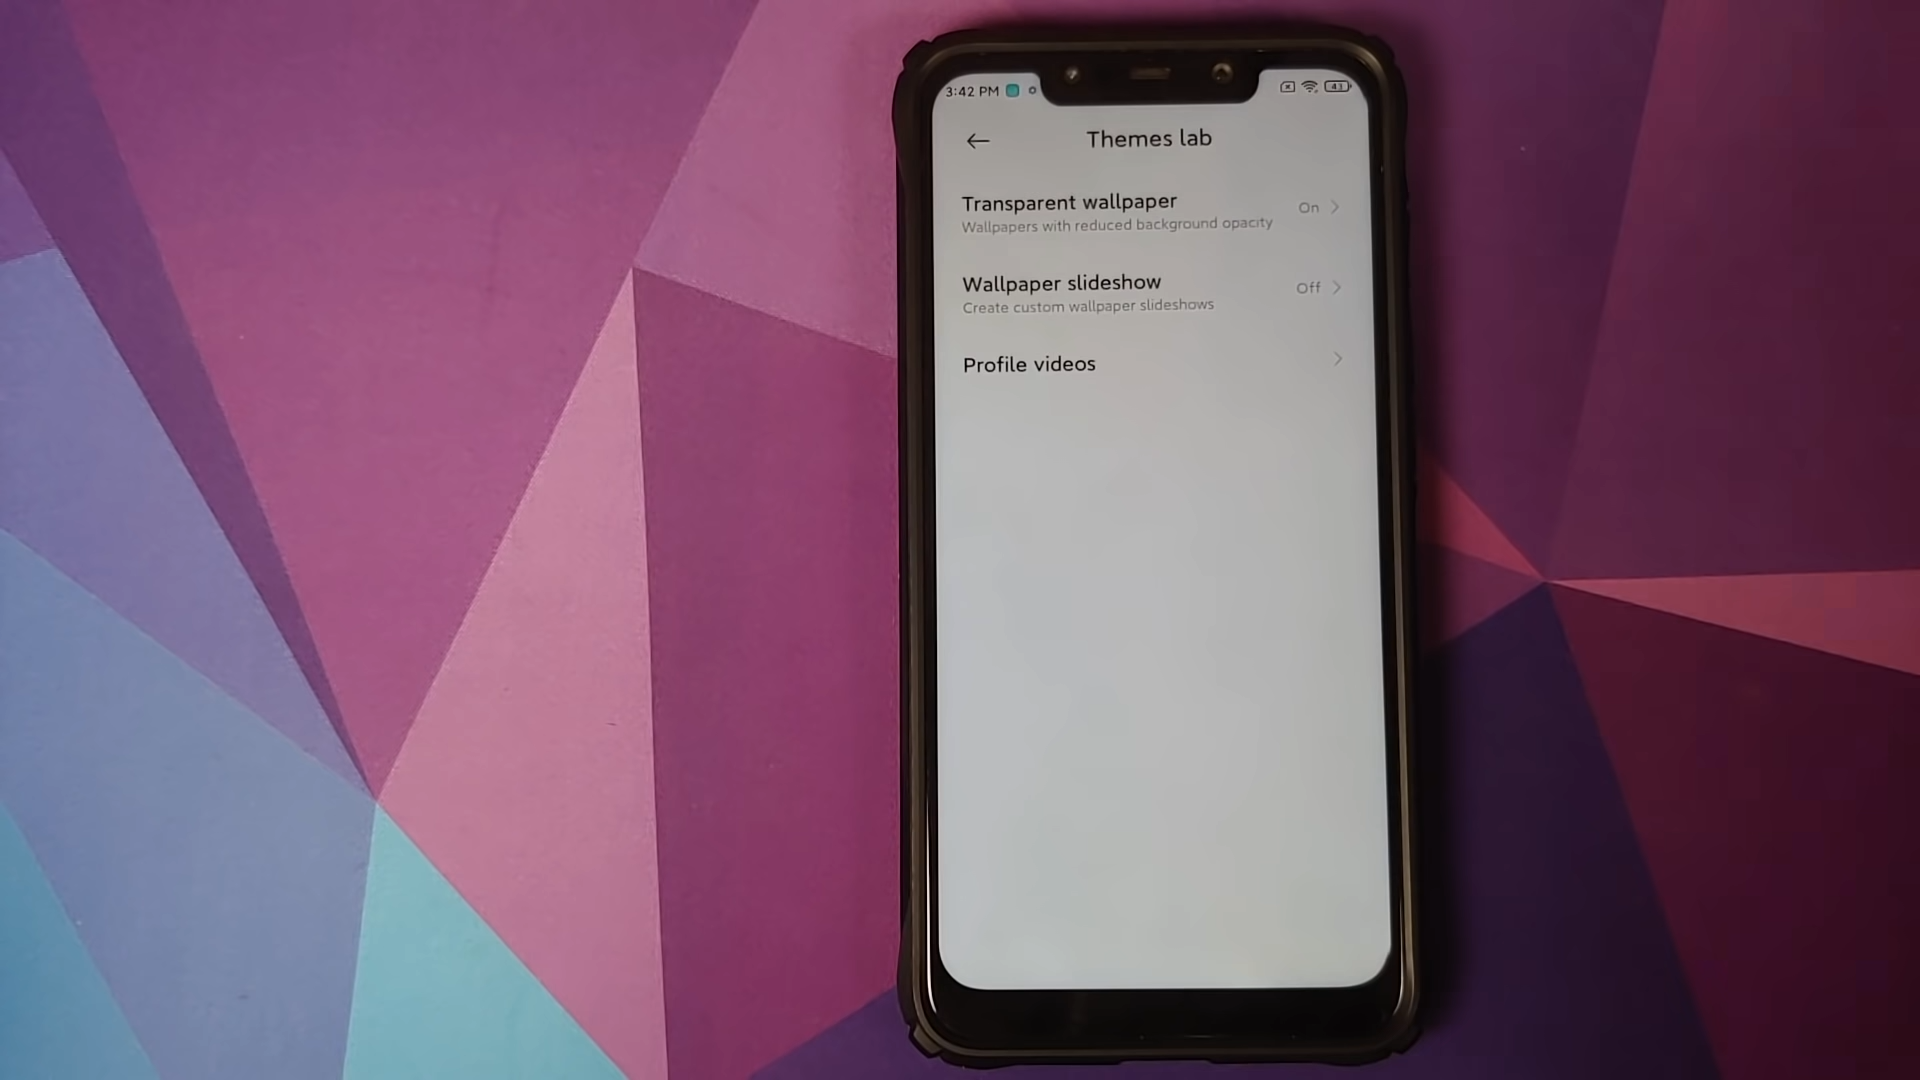 3:42 PM
43
Themes lab
Transparent wallpaper
Wallpapers with reduced background opacity
On
Wallpaper slideshow
Create custom wallpaper slideshows
Off
Profile videos